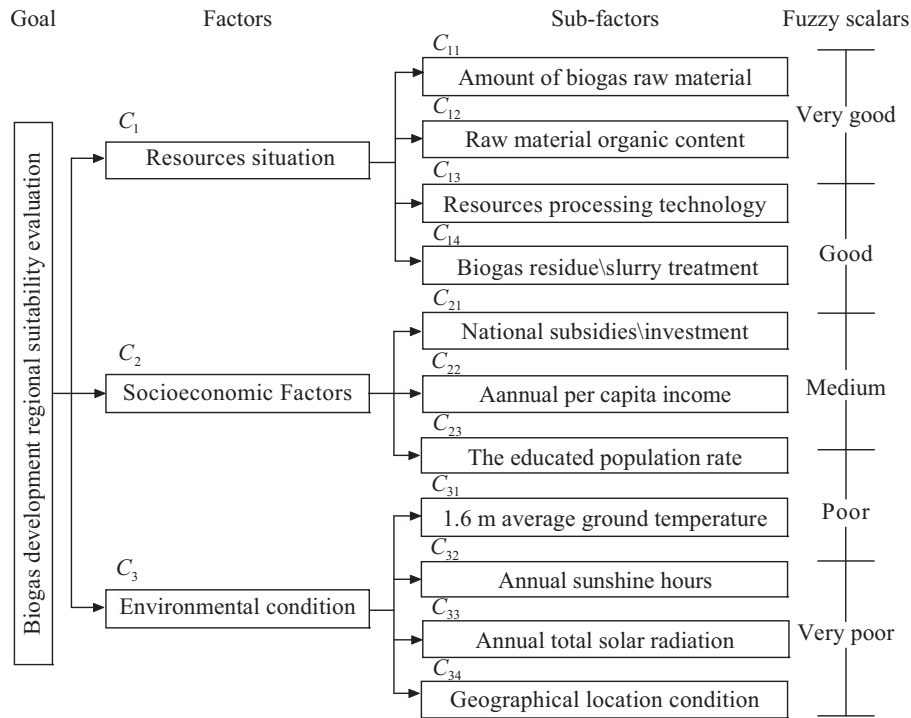 Goal Factors Sub-factors Fuzzy scalars
Biogas development regional suitability evaluation
C1
Resources situation
C2
Socioeconomic Factors
C3
Environmental condition
C11
Amount of biogas raw material
C12
Raw material organic content
C13
Resources processing technology
C14
Biogas residue\slurry treatment
C21
National subsidies\investment
C22
Aannual per capita income
C23
The educated population rate
C31
1.6 m average ground temperature
C32
Annual sunshine hours
C33
Annual total solar radiation
C34
Geographical location condition
Very good
Good
Medium
Poor
Very poor